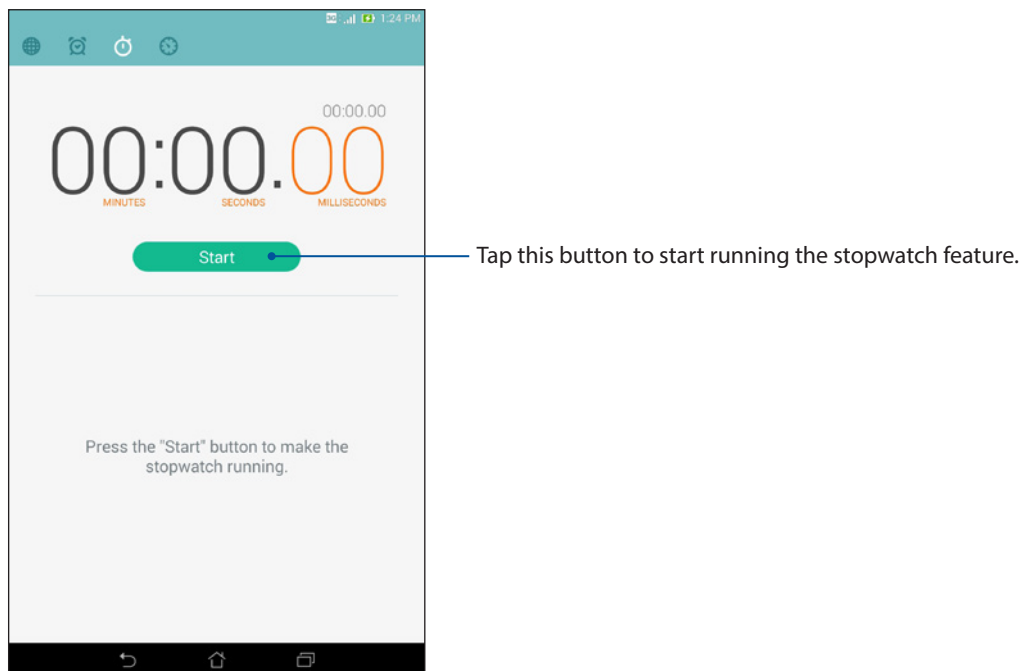 3G 1:24 PM
00:00.00
00:00.00
MINUTES SECONDS MILLISECONDS
Start
Tap this button to start running the stopwatch feature.
Press the "Start" button to make the
stopwatch running.